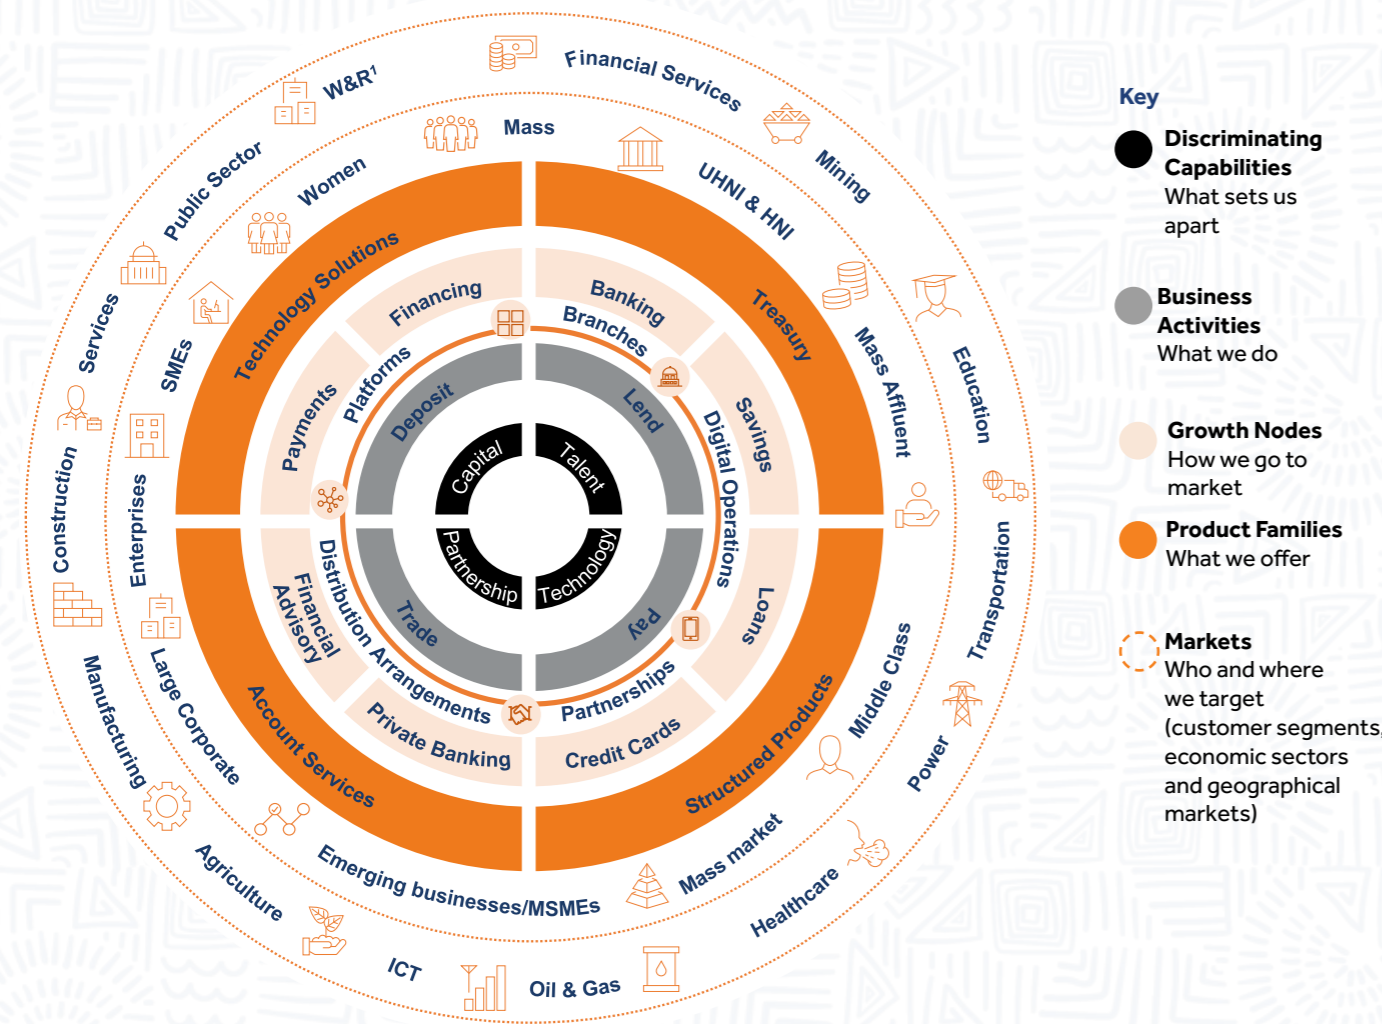 W&R¹
Financial Services
Mining
Education
Transportation
Power
Healthcare
Oil & Gas
ICT
Agriculture
Manufacturing
Construction
Services
Public Sector
Mass
UHNI & HNI
Mass Affluent
Middle Class
Mass market
Emerging businesses/MSMEs
Large Corporate
Enterprises
SMEs
Women
Technology Solutions
Treasury
Structured Products
Account Services
Financing
Banking
Savings
Loans
Credit Cards
Private Banking
Financial
Advisory
Payments
Platforms
Branches
Digital Operations
Partnerships
Distribution Arrangements
Deposit
Lend
Pay
Trade
Capital
Talent
Technology
Partnership
Key
Discriminating
Capabilities
What sets us
apart
Business
Activities
What we do
Growth Nodes
How we go to
market
Product Families
What we offer
Markets
Who and where
we target
(customer segments,
economic sectors
and geographical
markets)